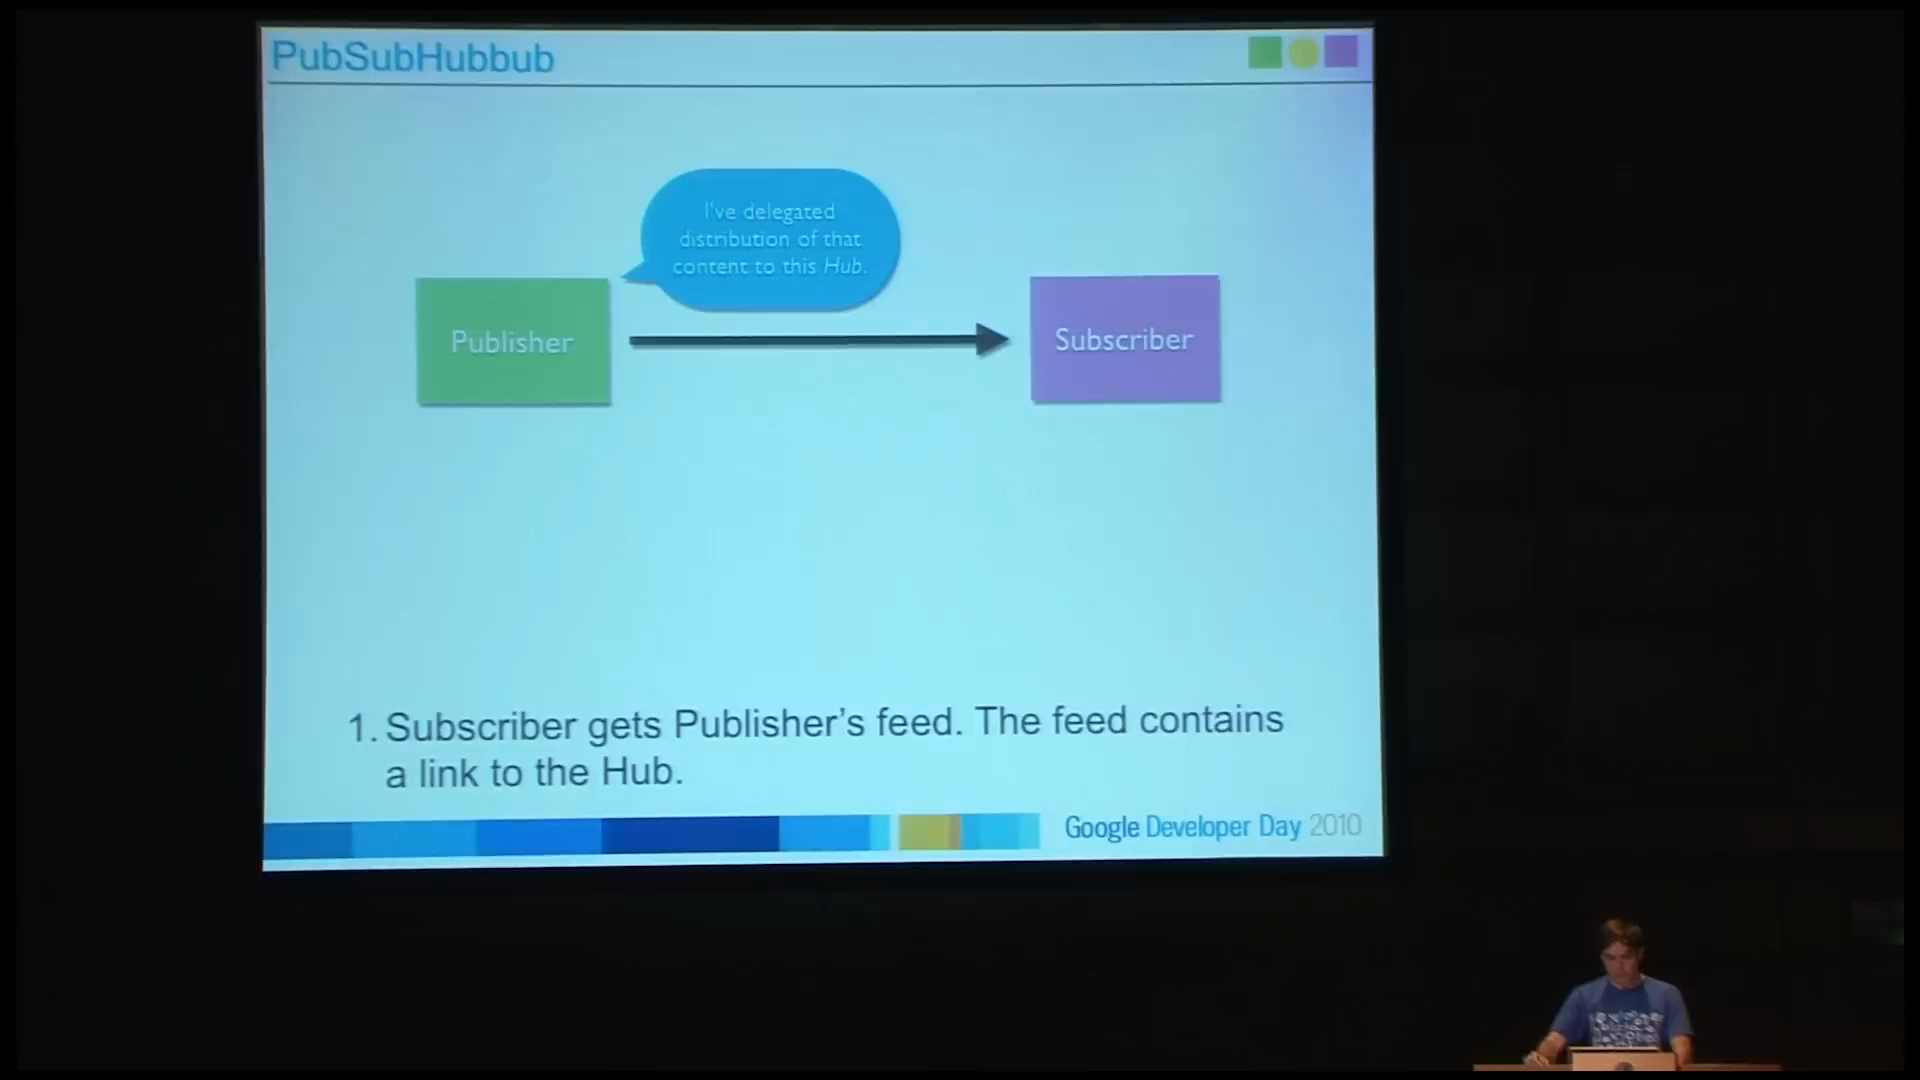 PubSubHubbub
I've delegated
distribution of that
content to this Hub.
Publisher
Subscriber
1. Subscriber gets Publisher's feed. The feed contains
a link to the Hub.
Google Developer Day 2010